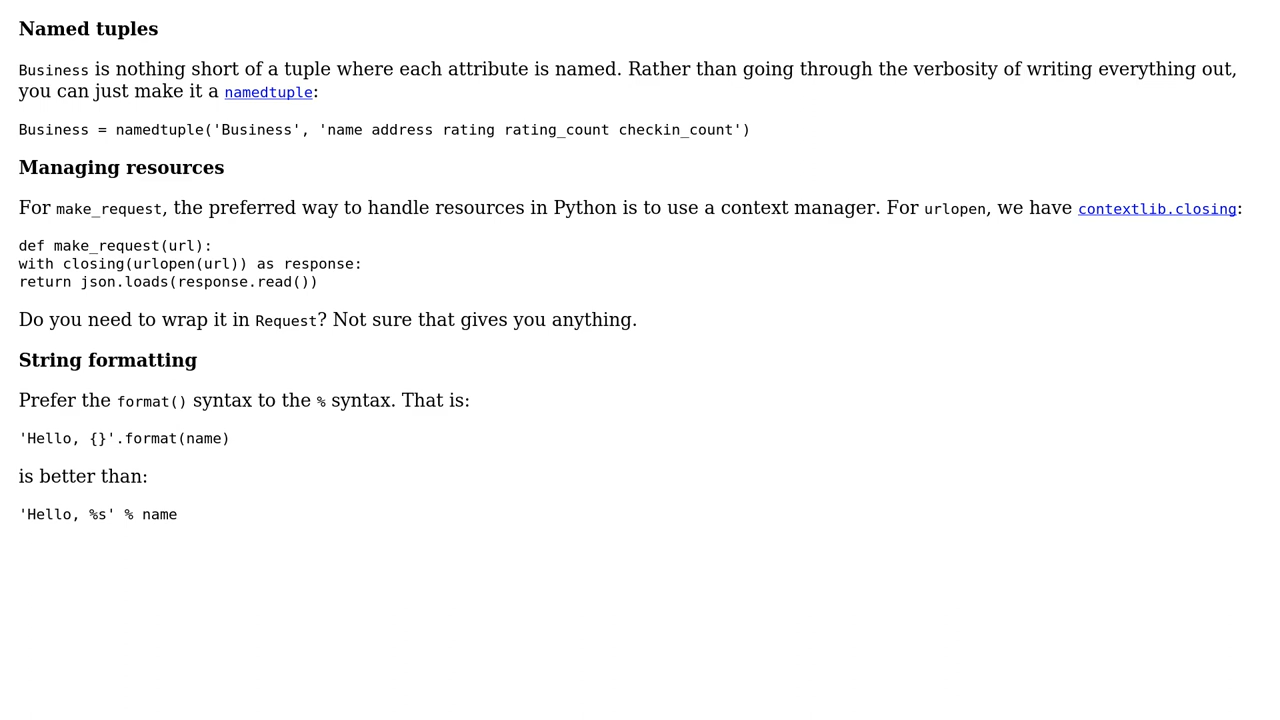 Named tuples
Business is nothing short of a tuple where each attribute is named. Rather than going through the verbosity of writing everything out,
you can just make it a namedtuple:
Business = namedtuple('Business', 'name address rating rating_count checkin_count')
Managing resources
For make_request, the preferred way to handle resources in Python is to use a context manager. For urlopen, we have contextlib.closing:
def make_request(url):
with closing(urlopen(url)) as response:
return json.loads(response.read())
Do you need to wrap it in Request? Not sure that gives you anything.
String formatting
Prefer the format() syntax to the % syntax. That is:
'Hello, {}'.format(name)
is better than:
'Hello, %s' % name